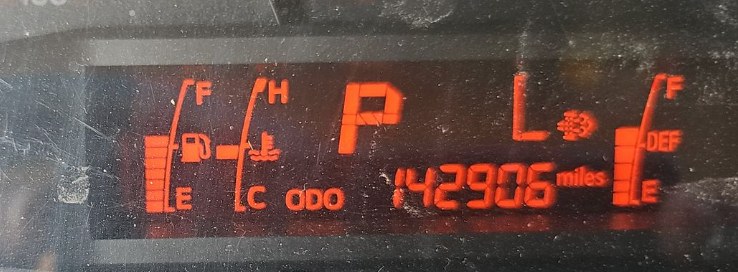 F H P L F
DEF
E C ODO 142906 miles E